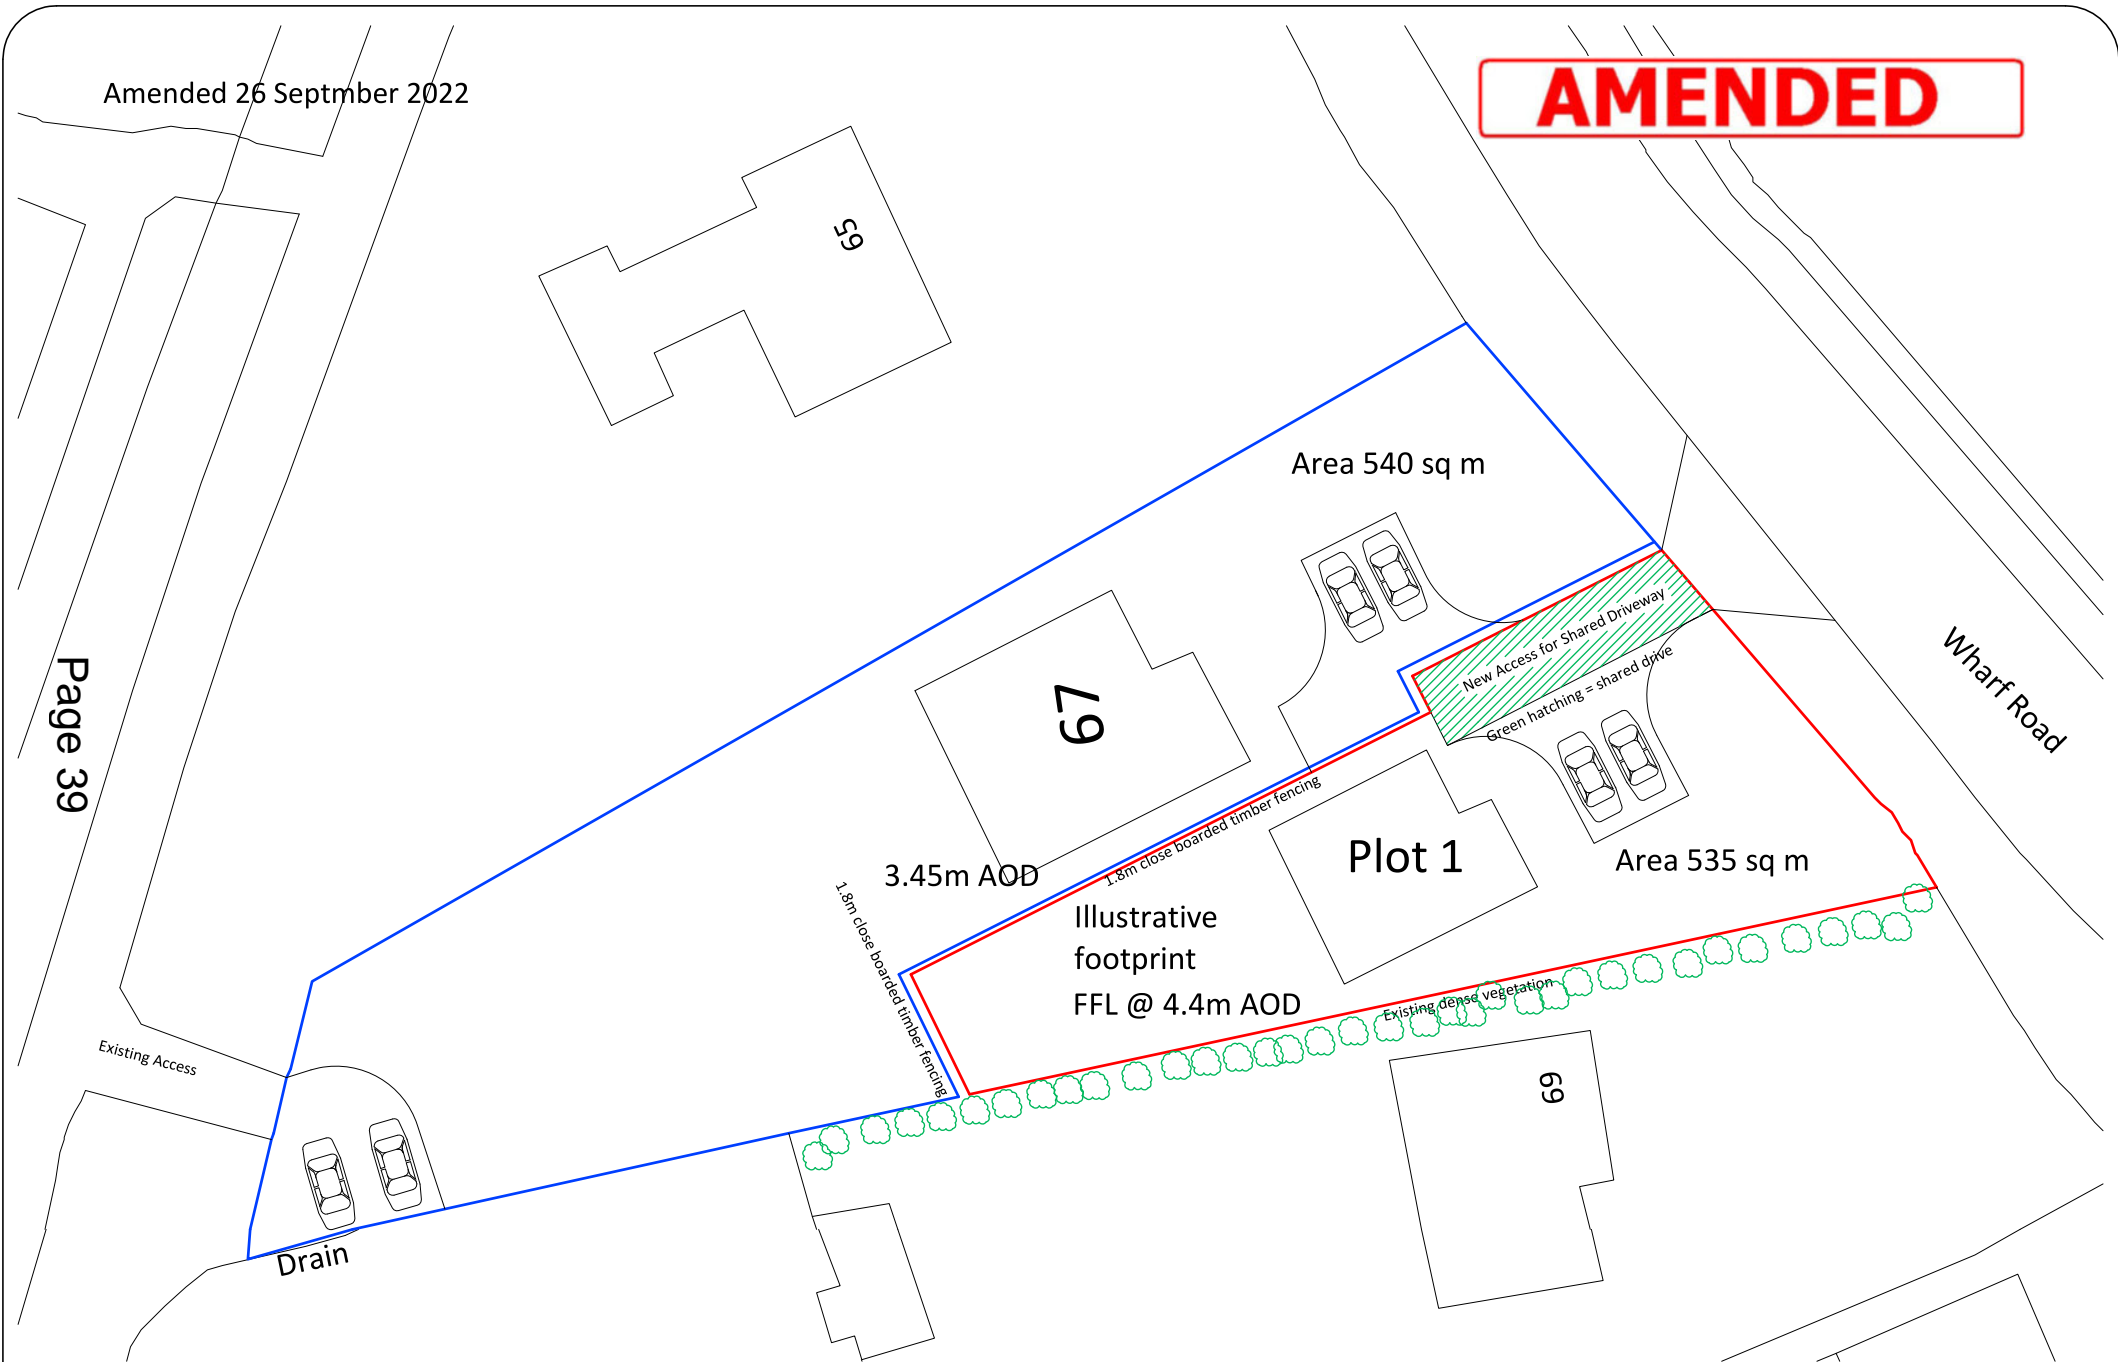 Amended 26 Septmber 2022
AMENDED
65
Area 540 sq m
New Access for Shared Driveway
Green hatching = shared drive
Wharf Road
Page 39
67
1.8m close boarded timber fencing
Plot 1
Area 535 sq m
3.45m AOD
1.8m close boarded timber fencing
Illustrative
footprint
FFL @ 4.4m AOD
Existing dense vegetation
Existing Access
69
Drain